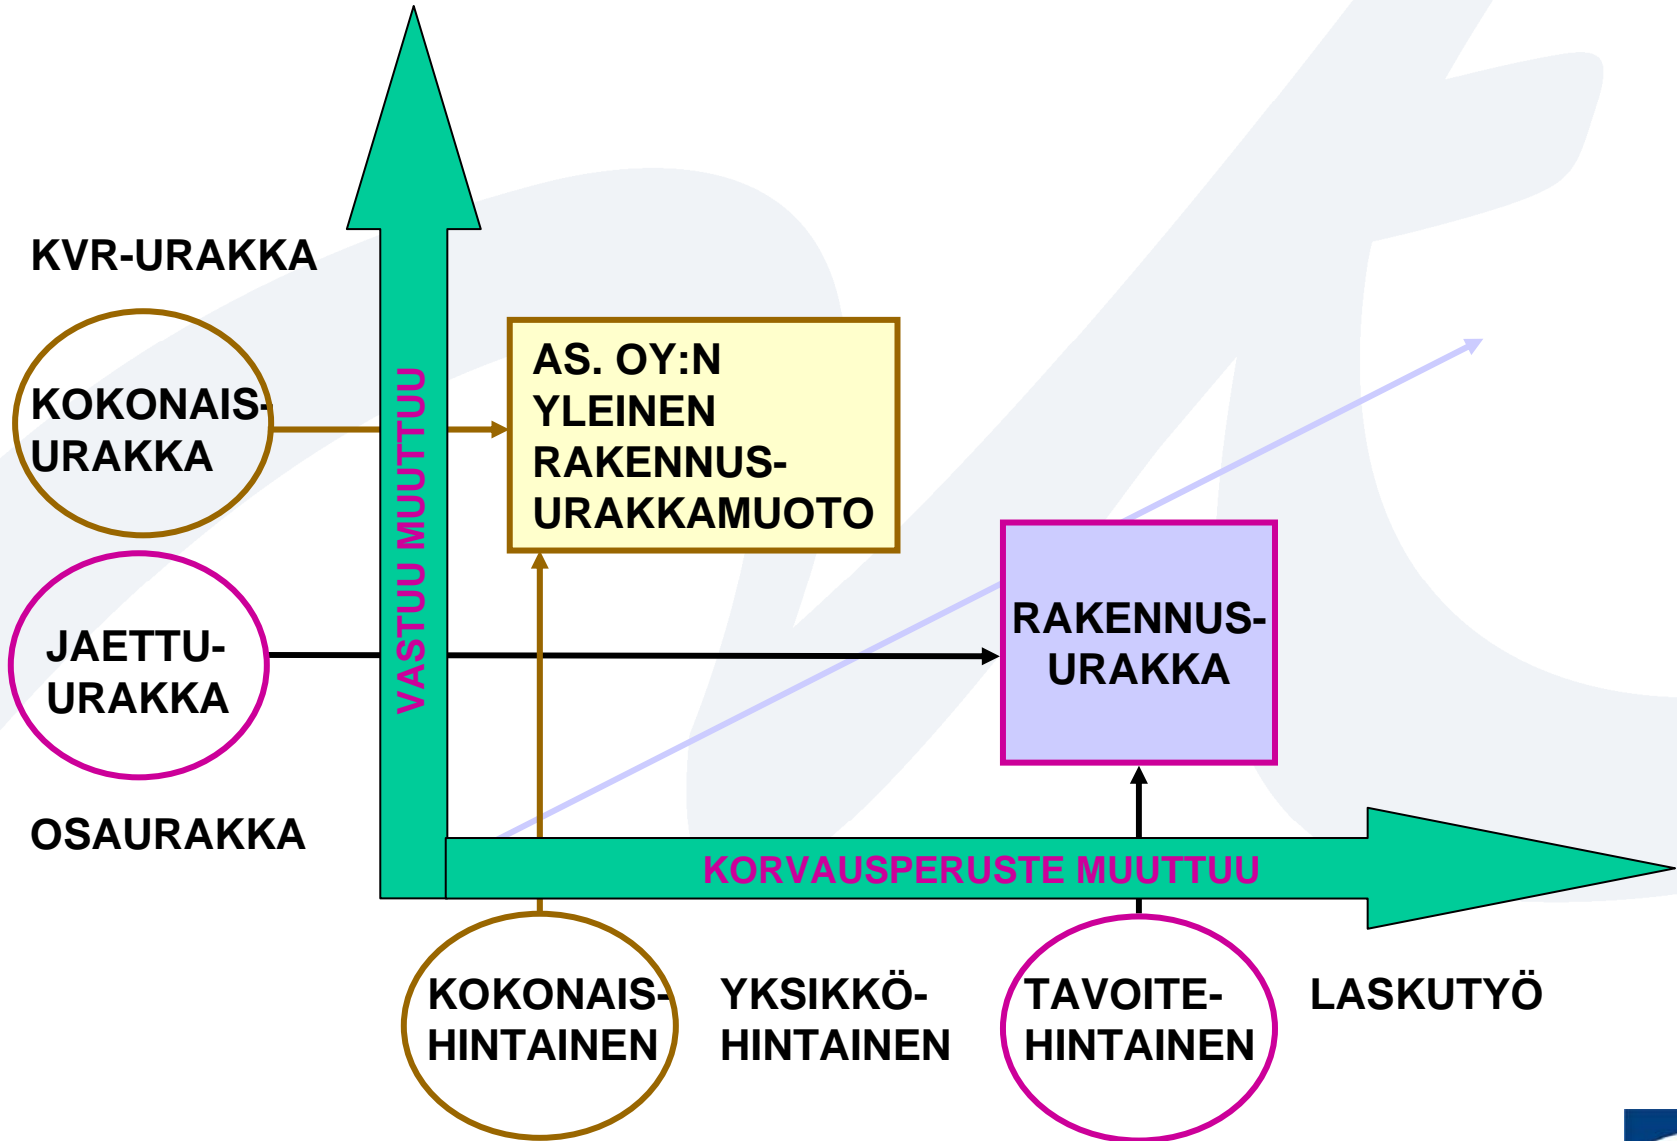 KVR-URAKKA
KOKONAIS-
URAKKA
JAETTU-
URAKKA
OSAURAKKA
VASTUU MUUTTUU
AS. OY:N
YLEINEN
RAKENNUS-
URAKKAMUOTO
RAKENNUS-
URAKKA
KORVAUSPERUSTE MUUTTUU
KOKONAIS-
HINTAINEN
YKSIKKÖ-
HINTAINEN
TAVOITE-
HINTAINEN
LASKUTYÖ